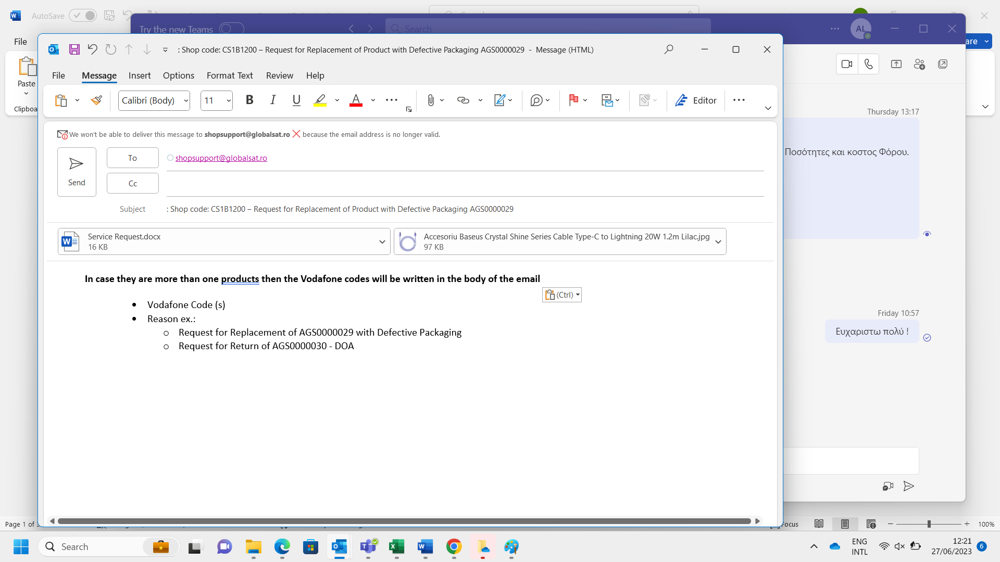 AutoSave
Search
Try the new Teams
Search
AL
File
are
: Shop code: CS1B1200 – Request for Replacement of Product with Defective Packaging AGS0000029 - Message (HTML)
File Message Insert Options Format Text Review Help
Paste
Calibri (Body) 11 B I U A Editor
Clipboa
Thursday 13:17
We won't be able to deliver this message to shopsupport@globalsat.ro because the email address is no longer valid.
Ποσότητες και κοστος Φόρου.
To shopsupport@globalsat.ro
Send
Cc
Subject : Shop code: CS1B1200 – Request for Replacement of Product with Defective Packaging AGS0000029
Service Request.docx
16 KB
Accesoriu Baseus Crystal Shine Series Cable Type-C to Lightning 20W 1.2m Lilac.jpg
97 KB
In case they are more than one products then the Vodafone codes will be written in the body of the email
(Ctrl)
• Vodafone Code (s)
• Reason ex.:
o Request for Replacement of AGS0000029 with Defective Packaging
o Request for Return of AGS0000030 - DOA
Friday 10:57
Ευχαριστω πολύ !
Page 1 of
Focus
100%
Search
ENG
INTL
12:21
27/06/2023
6